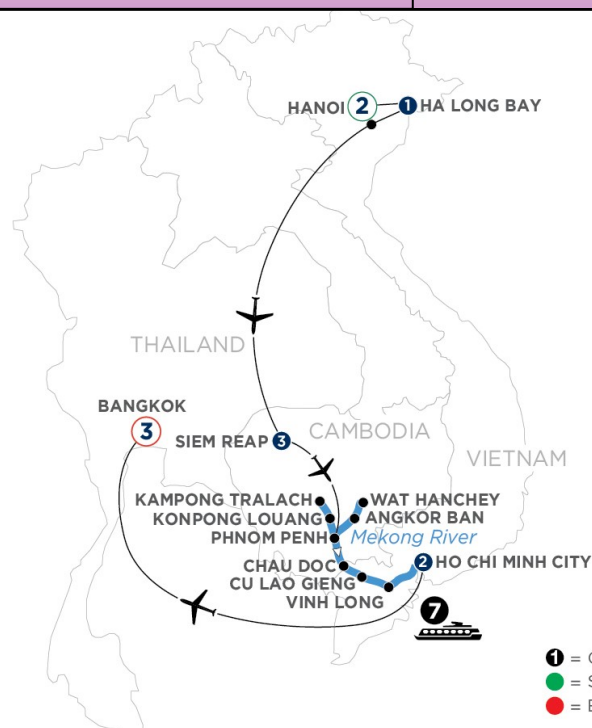 HANOI 2 1 HA LONG BAY
THAILAND
BANGKOK
3
SIEM REAP 3
CAMBODIA
VIETNAM
KAMPONG TRALACH
WAT HANCHEY
KONPONG LOUANG
ANGKOR BAN
PHNOM PENH
Mekong River
CHAU DOC
2 HO CHI MINH CITY
CU LAO GIENG
VINH LONG
7
1 =
=
=